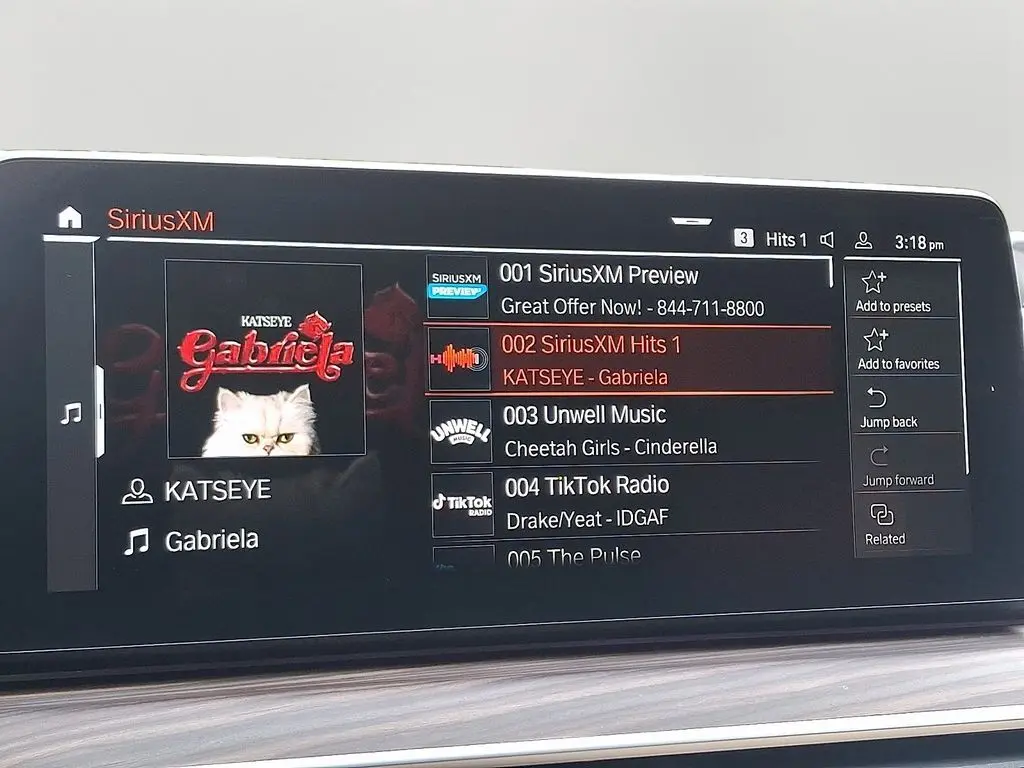 SiriusXM
3 Hits 1 3:18 pm
KATSEYE
Gabriela
KATSEYE
Gabriela
SIRIUSXM
PREVIEW
001 SiriusXM Preview
Great Offer Now! - 844-711-8800
002 SiriusXM Hits 1
KATSEYE - Gabriela
UNWELL
MUSIC
003 Unwell Music
Cheetah Girls - Cinderella
TikTok
RADIO
004 TikTok Radio
Drake/Yeat - IDGAF
005 The Pulse
Add to presets
Add to favorites
Jump back
Jump forward
Related